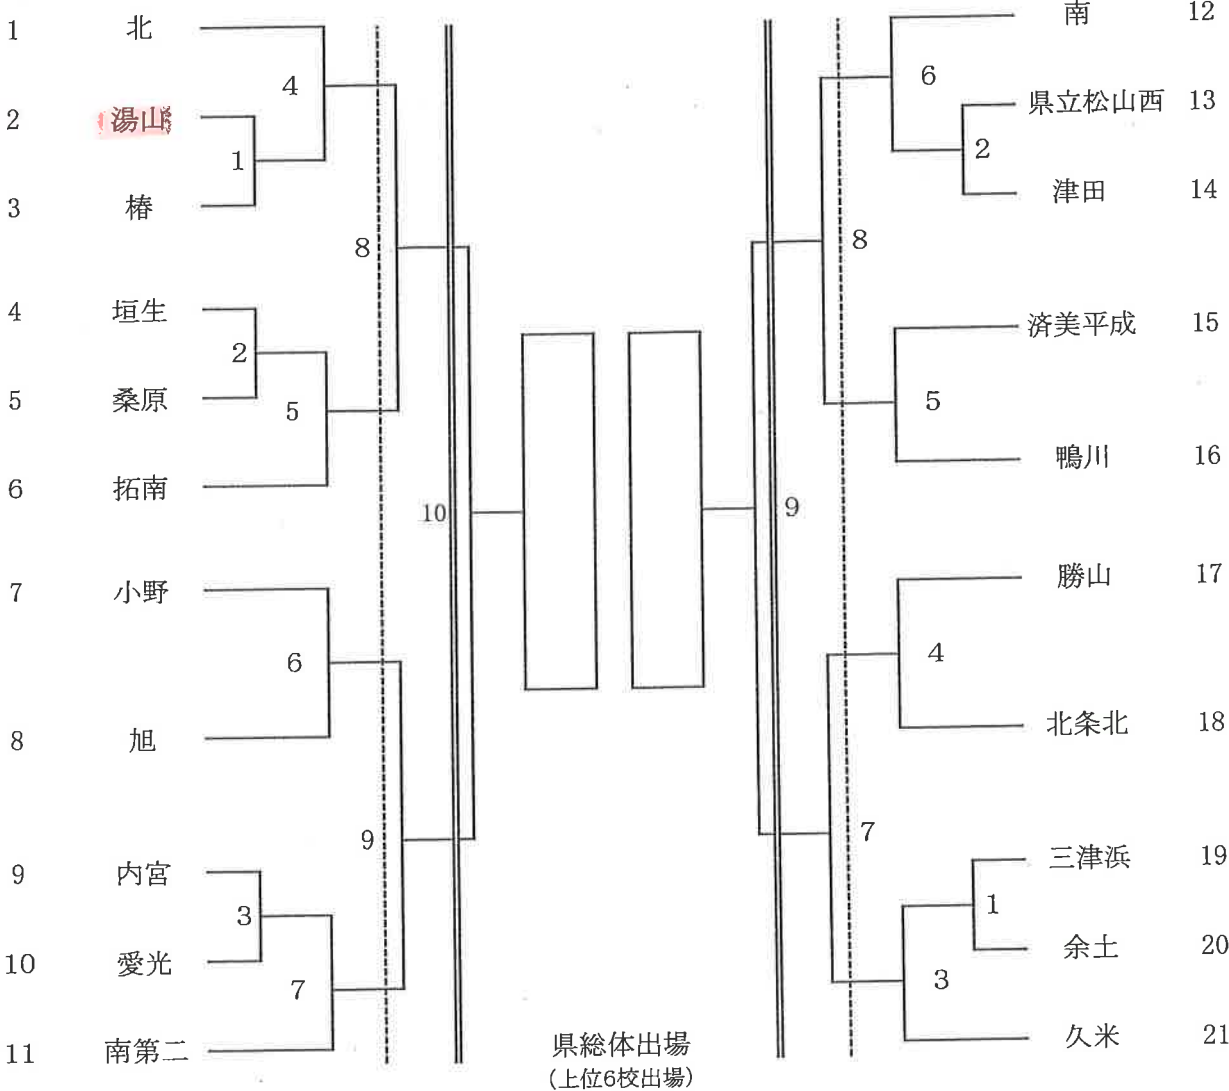 1 北
4
2 湯山
1
3 椿
8
4 垣生
2
5 桑原
5
6 拓南
10
7 小野
6
8 旭
9
9 内宮
3
10 愛光
7
11 南第二
南 12
6
県立松山西 13
2
津田 14
8
済美平成 15
5
鴨川 16
9
勝山 17
4
北条北 18
7
三津浜 19
1
余土 20
3
久米 21
県総体出場
(上位6校出場)